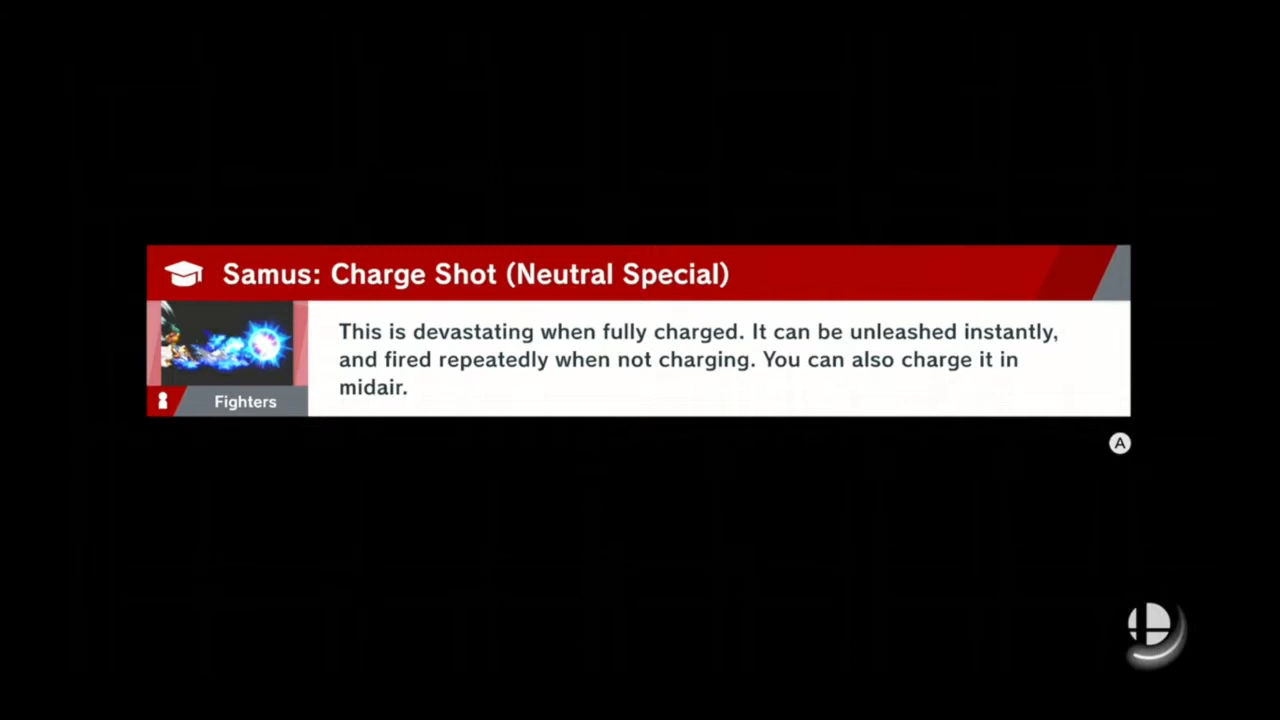 Samus: Charge Shot (Neutral Special)
This is devastating when fully charged. It can be unleashed instantly,
and fired repeatedly when not charging. You can also charge it in
midair.
Fighters
A